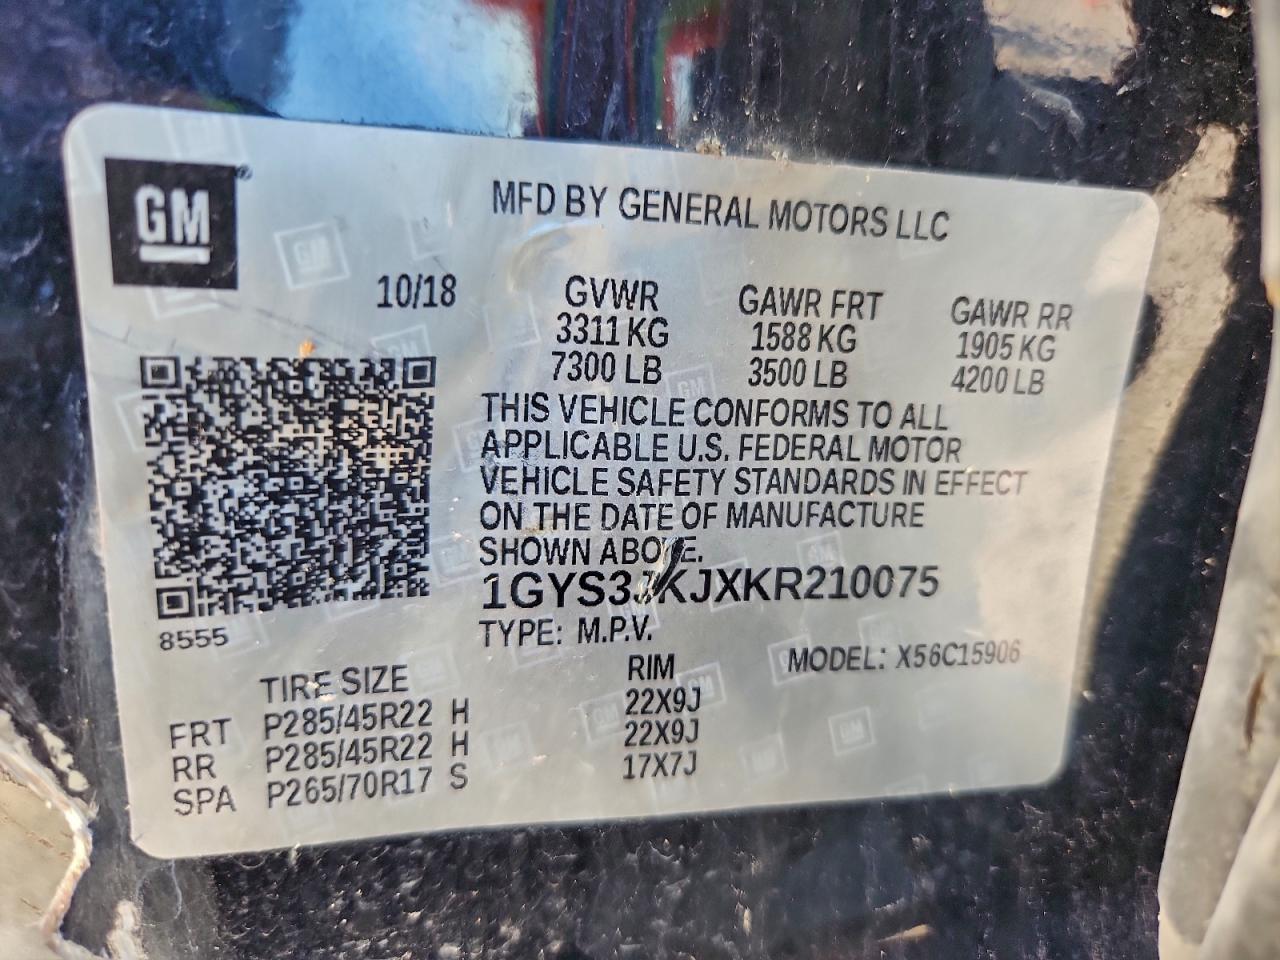 GM
MFD BY GENERAL MOTORS LLC
10/18
GVWR GAWR FRT GAWR RR
3311 KG 1588 KG 1905 KG
7300 LB 3500 LB 4200 LB
THIS VEHICLE CONFORMS TO ALL
APPLICABLE U.S. FEDERAL MOTOR
VEHICLE SAFETY STANDARDS IN EFFECT
ON THE DATE OF MANUFACTURE
SHOWN ABOVE.
1GYS3JKJXKR210075
8555
TYPE: M.P.V.
MODEL: X56C15906
TIRE SIZE RIM
FRT P285/45R22 H 22X9J
RR P285/45R22 H 22X9J
SPA P265/70R17 S 17X7J